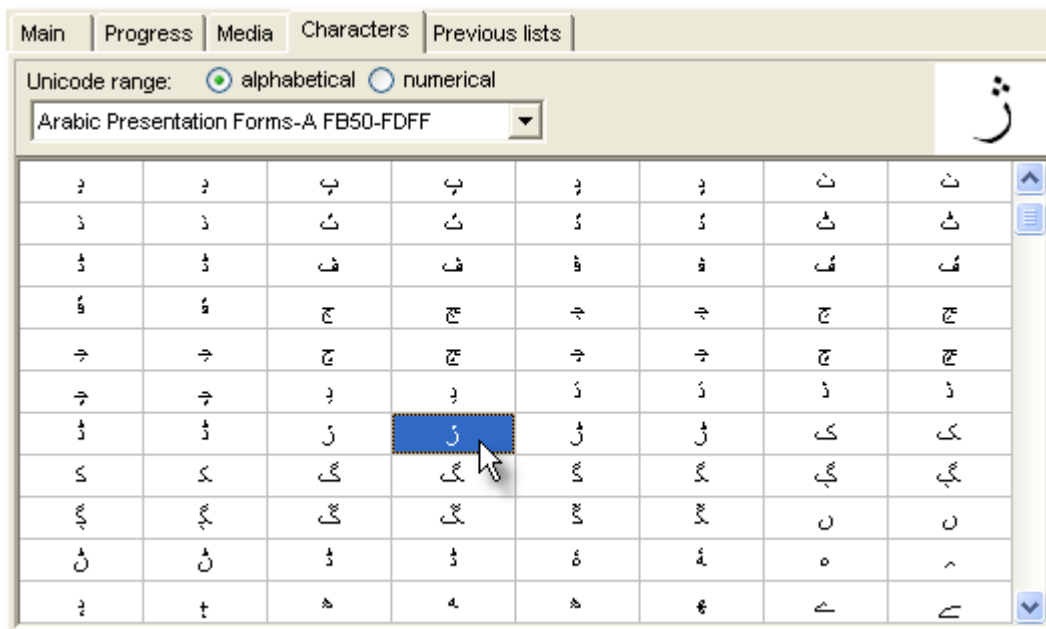 Main Progress Media Characters Previous lists
Unicode range: alphabetical numerical
Arabic Presentation Forms-A FB50-FDFF
ﮋ
ﭘ ﭙ ﭚ ﭛ ﭜ ﭝ ﭞ ﭟ
ﭠ ﭡ ﭢ ﭣ ﭤ ﭥ ﭦ ﭧ
ﭨ ﭩ ﭪ ﭫ ﭬ ﭭ ﭮ ﭯ
ﭰ ﭱ ﭲ ﭳ ﭴ ﭵ ﭶ ﭷ
ﭸ ﭹ ﭺ ﭻ ﭼ ﭽ ﭾ ﭿ
ﮀ ﮁ ﮂ ﮃ ﮄ ﮅ ﮆ ﮇ
ﮈ ﮉ ﮊ ﮋ ﮌ ﮍ ﮎ ﮏ
ﮐ ﮑ ﮒ ﮓ ﮔ ﮕ ﮖ ﮗ
ﮘ ﮙ ﮚ ﮛ ﮜ ﮝ ﮞ ﮟ
ﮠ ﮡ ﮢ ﮣ ﮤ ﮥ ﮦ ﮧ
ﮨ ﮩ ﮪ ﮫ ﮬ ﮭ ﮮ ﮯ